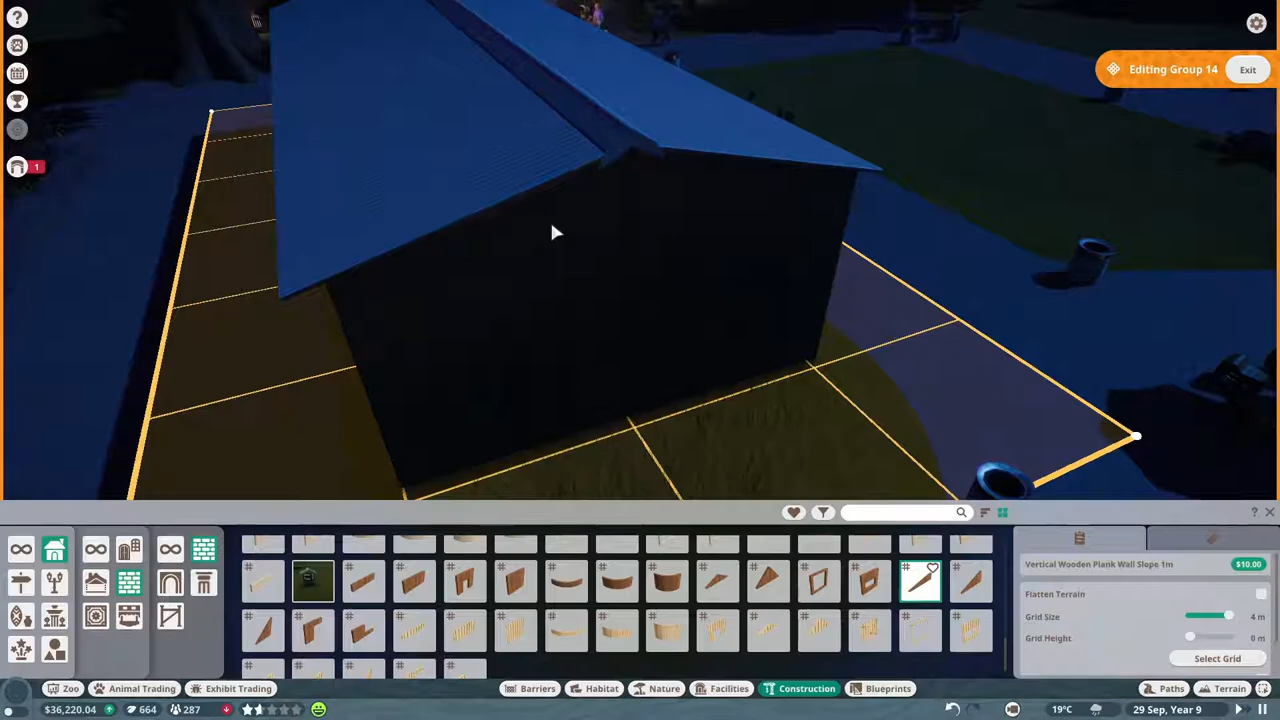 Editing Group 14
Exit
1
Vertical Wooden Plank Wall Slope 1m
$10.00
Flatten Terrain
Grid Size
4 m
Grid Height
0 m
Select Grid
Zoo
Animal Trading
Exhibit Trading
Barriers
Habitat
Nature
Facilities
Construction
Blueprints
Paths
Terrain
$36,220.04
664
287
19°C
29 Sep, Year 9